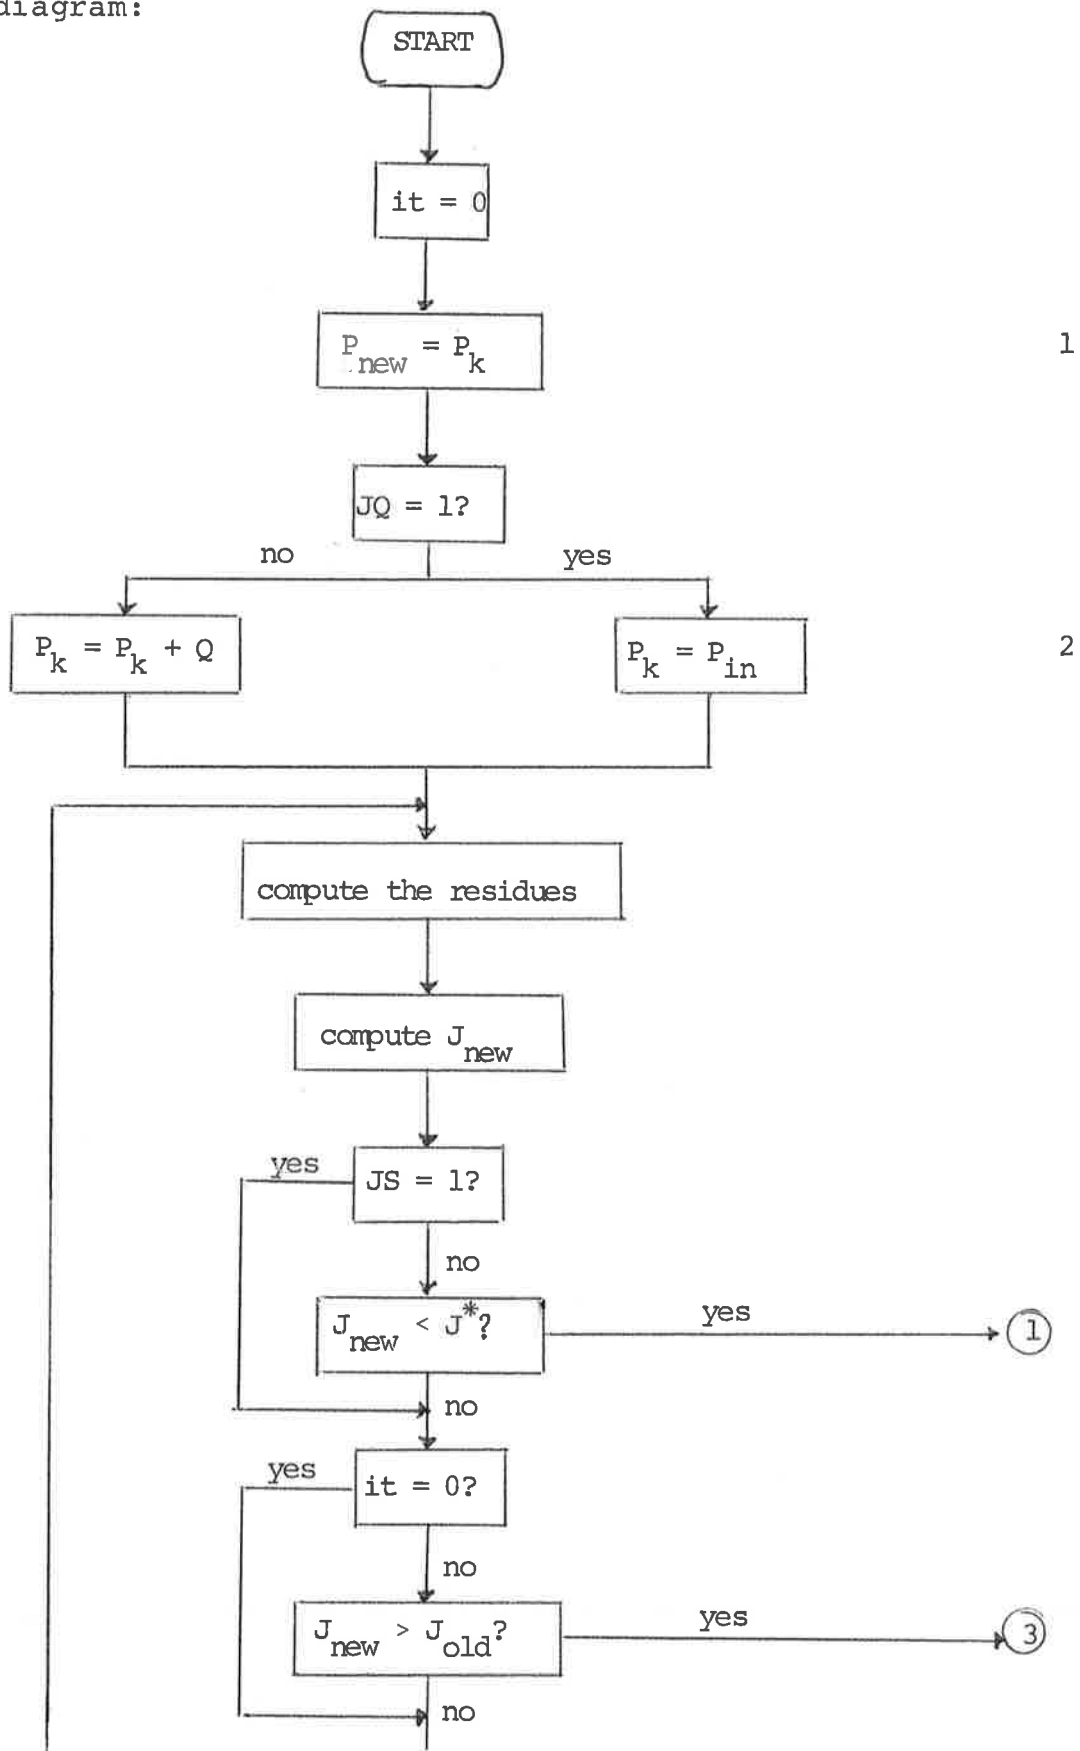 diagram:
START
it = 0
P_new = P_k
1
JQ = 1?
no
yes
P_k = P_k + Q
P_k = P_in
2
compute the residues
compute J_new
yes
JS = 1?
no
J_new < J*?
yes
1
no
yes
it = 0?
no
J_new > J_old?
yes
3
no